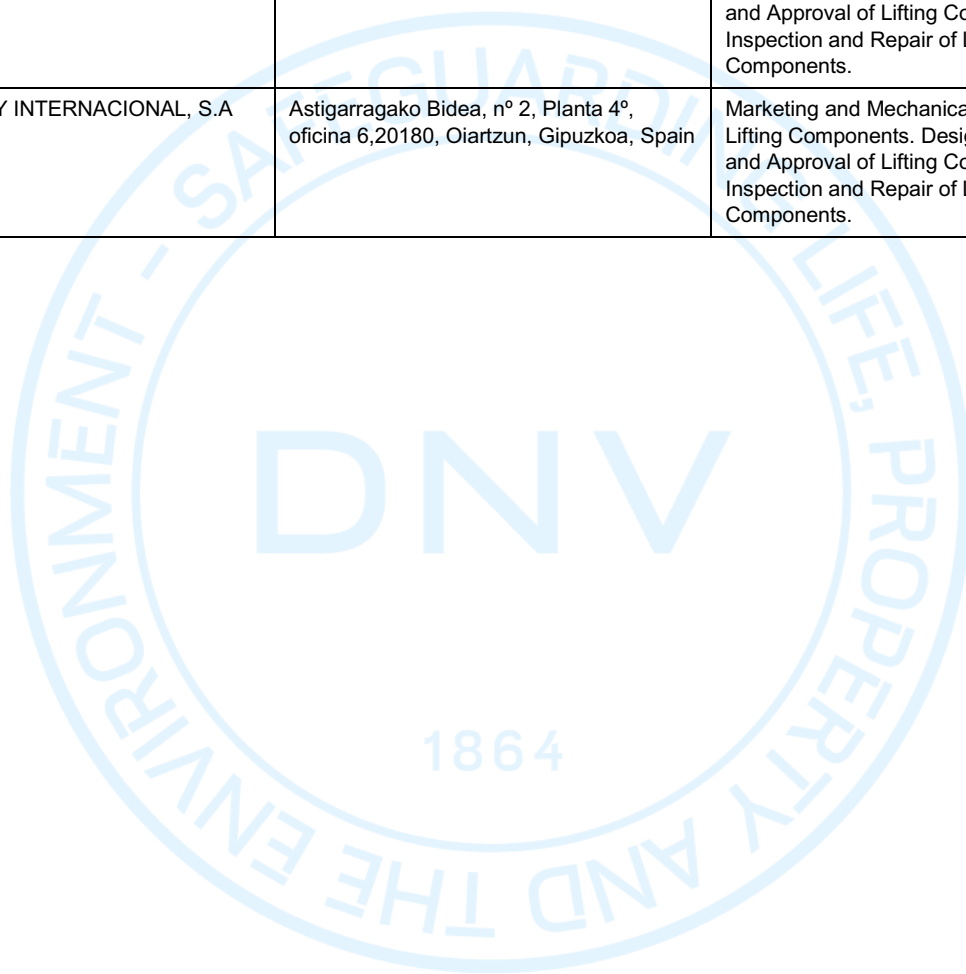 and Approval of Lifting Co
Inspection and Repair of
Components.
Y INTERNACIONAL, S.A
Astigarragako Bidea, nº 2, Planta 4º,
oficina 6,20180, Oiartzun, Gipuzkoa, Spain
Marketing and Mechanica
Lifting Components. Desi
and Approval of Lifting Co
Inspection and Repair of
Components.
SAFEGUARDING LIFE, PROPERTY AND THE ENVIRONMENT -
DNV
1864